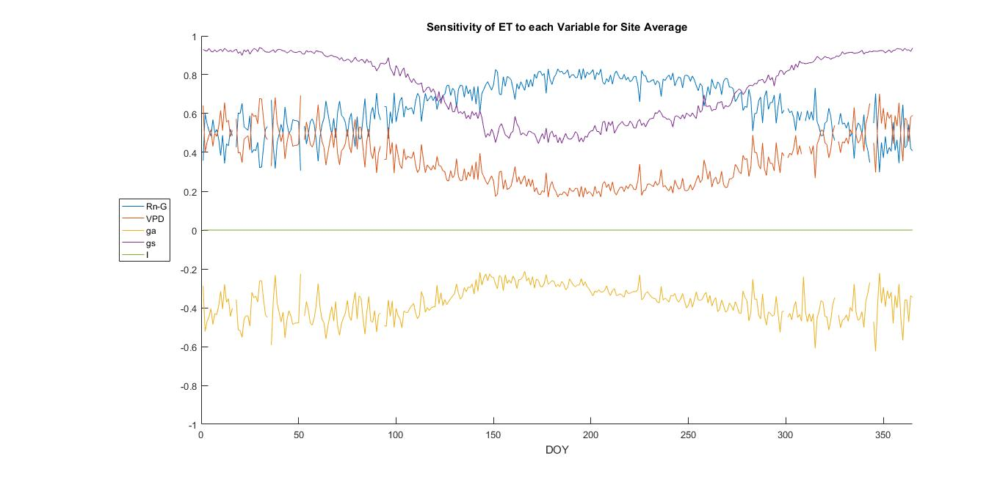 Sensitivity of ET to each Variable for Site Average
1
0.8
0.6
0.4
0.2
0
-0.2
-0.4
-0.6
-0.8
-1
Rn-G
VPD
ga
gs
I
0 50 100 150 200 250 300 350
DOY